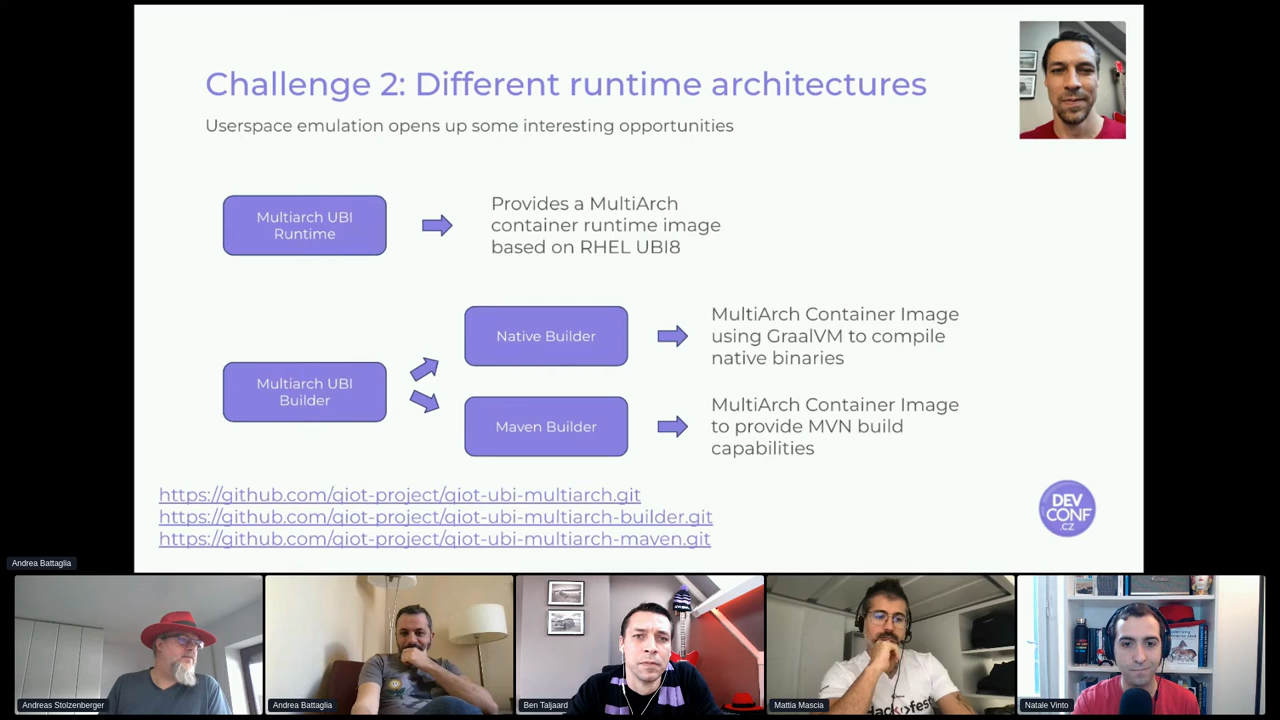 Challenge 2: Different runtime architectures
Userspace emulation opens up some interesting opportunities
Multiarch UBI
Runtime
Provides a MultiArch
container runtime image
based on RHEL UBI8
Multiarch UBI
Builder
Native Builder
MultiArch Container Image
using GraalVM to compile
native binaries
Maven Builder
MultiArch Container Image
to provide MVN build
capabilities
https://github.com/qiot-project/qiot-ubi-multiarch.git
https://github.com/qiot-project/qiot-ubi-multiarch-builder.git
https://github.com/qiot-project/qiot-ubi-multiarch-maven.git
DEV
CONF
.cz
Andrea Battaglia
Andreas Stolzenberger
Andrea Battaglia
Ben Taljaard
Mattia Mascia
Natale Vinto